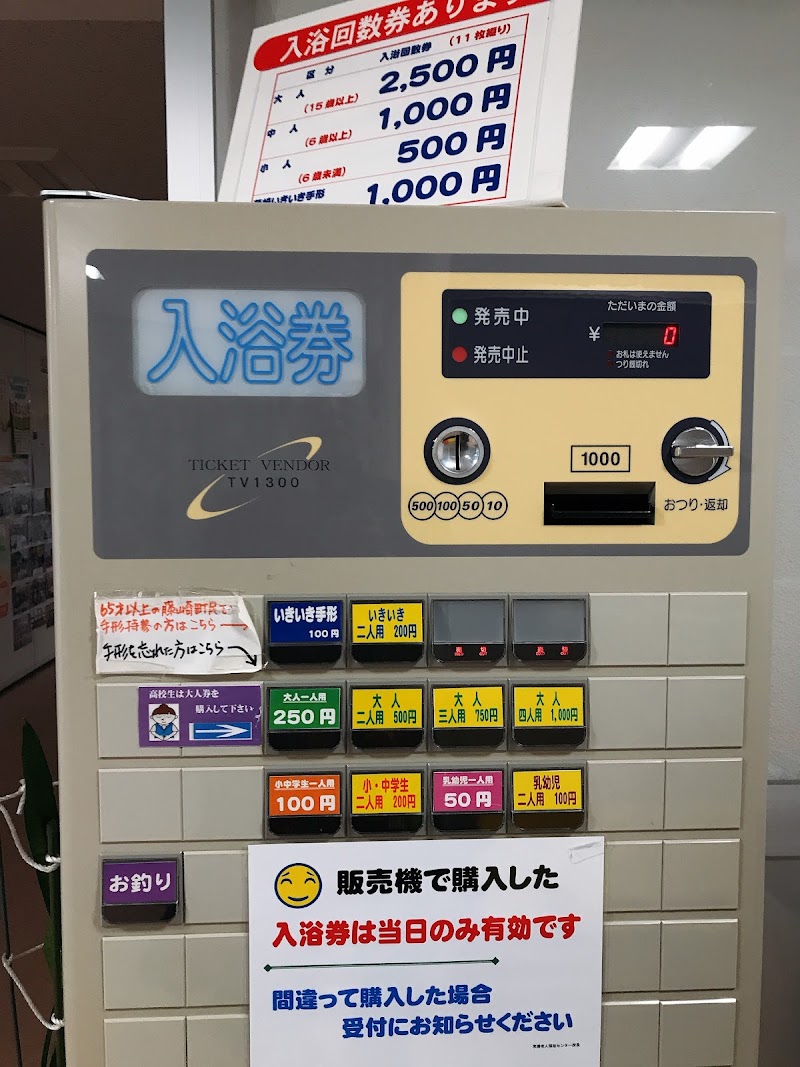 入浴回数券あります
区分 入浴回数券 (11枚綴り)
大人 (15歳以上) 2,500円
中人 (6歳以上) 1,000円
小人 (6歳未満) 500円
いきいき手形 1,000円
入浴券
TICKET VENDOR
TV1300
発売中
発売中止
ただいまの金額
¥ 0
お札は使えません
つり銭切れ
500 100 50 10
1000
おつり・返却
65才以上の藤崎町民で
手形持参の方はこちら→
手形を忘れた方はこちら
いきいき手形
100円
いきいき
二人用 200円
高校生は大人券を
購入して下さい
大人一人用
250円
大人
二人用 500円
大人
三人用 750円
大人
四人用 1,000円
小中学生一人用
100円
小・中学生
二人用 200円
乳幼児一人用
50円
乳幼児
二人用 100円
お釣り
販売機で購入した
入浴券は当日のみ有効です
間違って購入した場合
受付にお知らせください